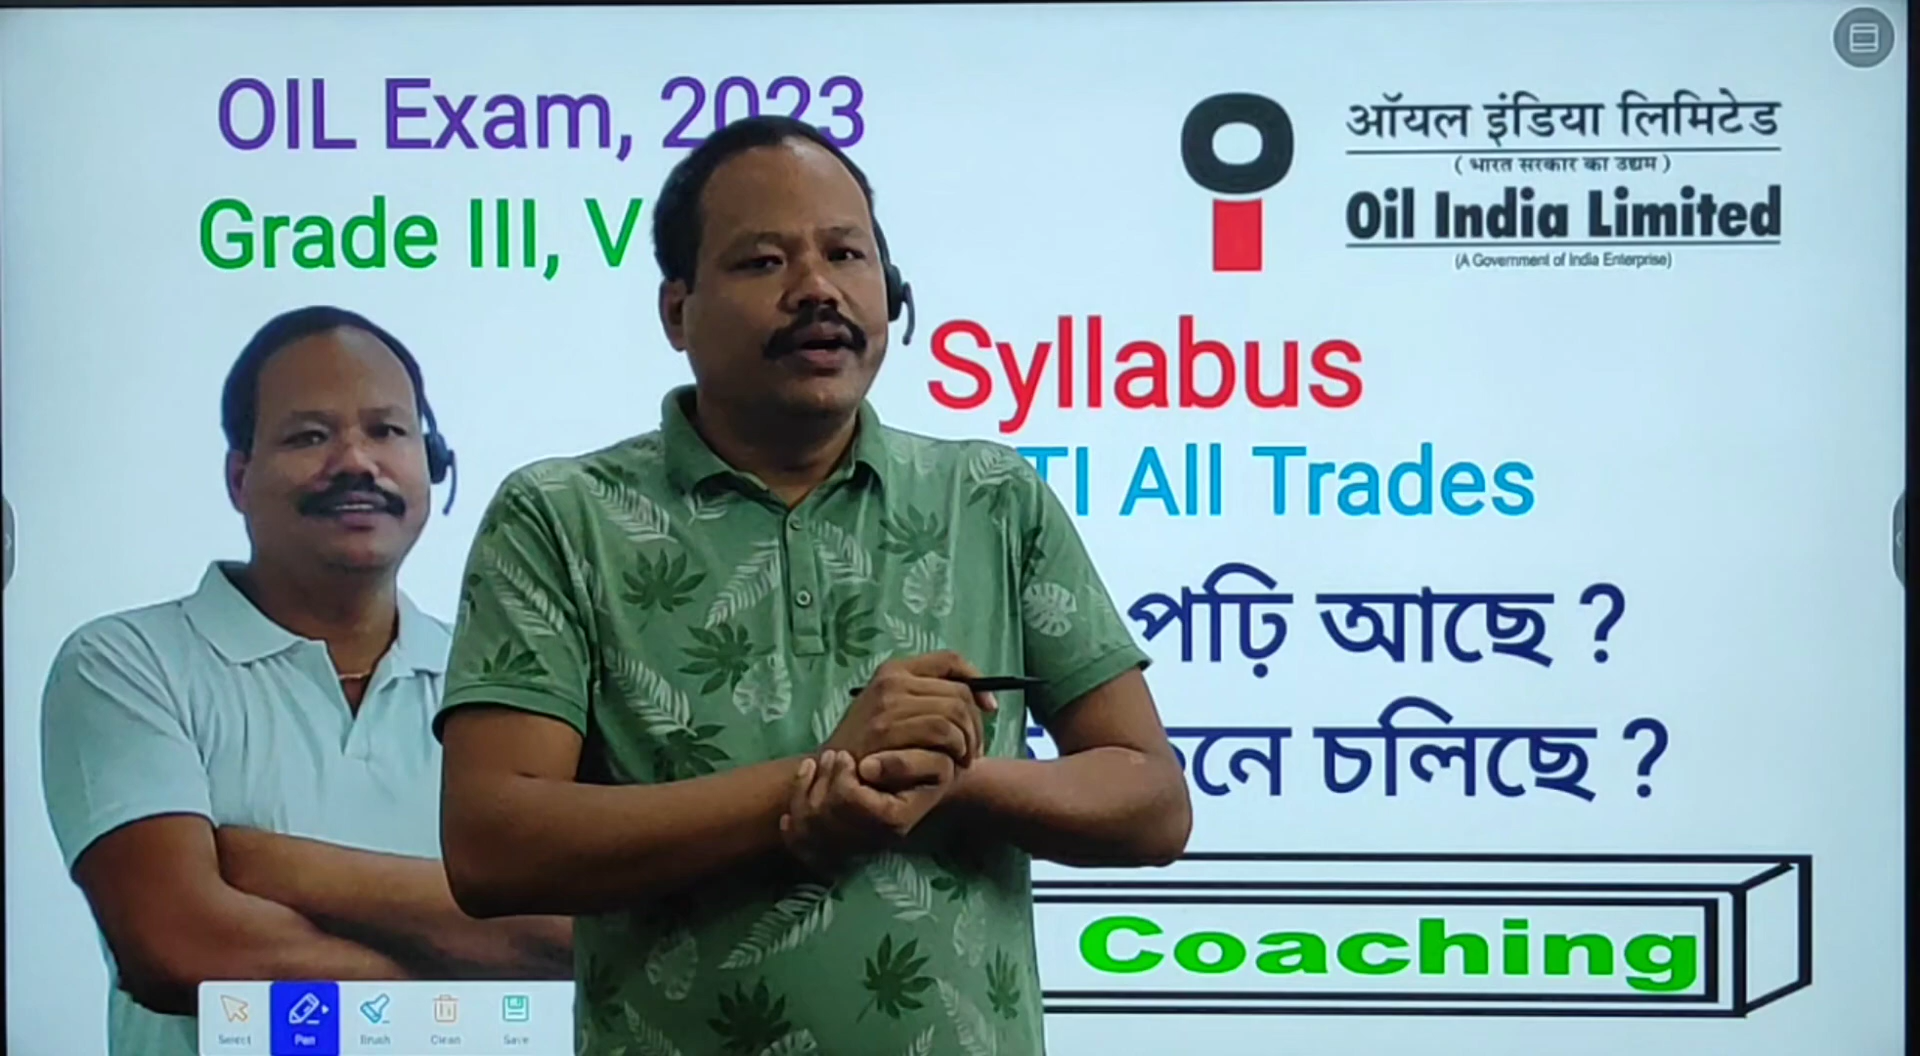 OIL Exam, 2023
Grade III, V
ऑयल इंडिया लिमिटेड
( भारत सरकार का उद्यम )
Oil India Limited
(A Government of India Enterprise)
Syllabus
TI All Trades
পঢ়ি আছে ?
নে চলিছে ?
Coaching
Select
Pen
Brush
Clean
Save